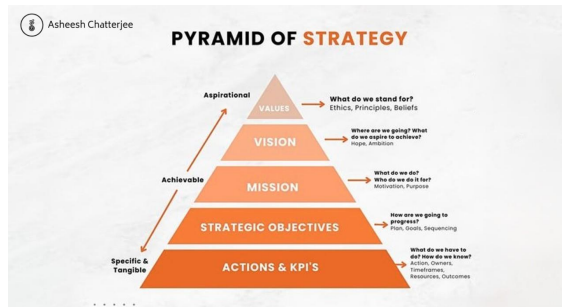 Asheesh Chatterjee
PYRAMID OF STRATEGY
Aspirational
VALUES
What do we stand for?
Ethics, Principles, Beliefs
VISION
Where are we going? What
do we aspire to achieve?
Hope, Ambition
Achievable
MISSION
What do we do?
Who do we do it for?
Motivation, Purpose
STRATEGIC OBJECTIVES
How are we going to
progress?
Plan, Goals, Sequencing
Specific &
Tangible
ACTIONS & KPI'S
What do we have to
do? How do we know?
Action, Owners,
Timeframes,
Resources, Outcomes